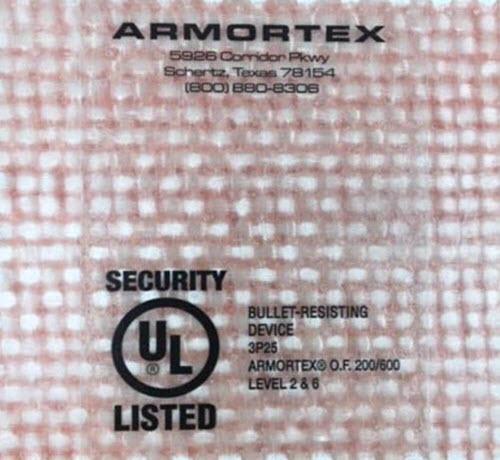 ARMORTEX
5926 Corridor Pkwy
Schertz, Texas 78154
(800) 880-8306
SECURITY
UL
®
LISTED
BULLET-RESISTING
DEVICE
3P25
ARMORTEX® O.F. 200/600
LEVEL 2 & 6